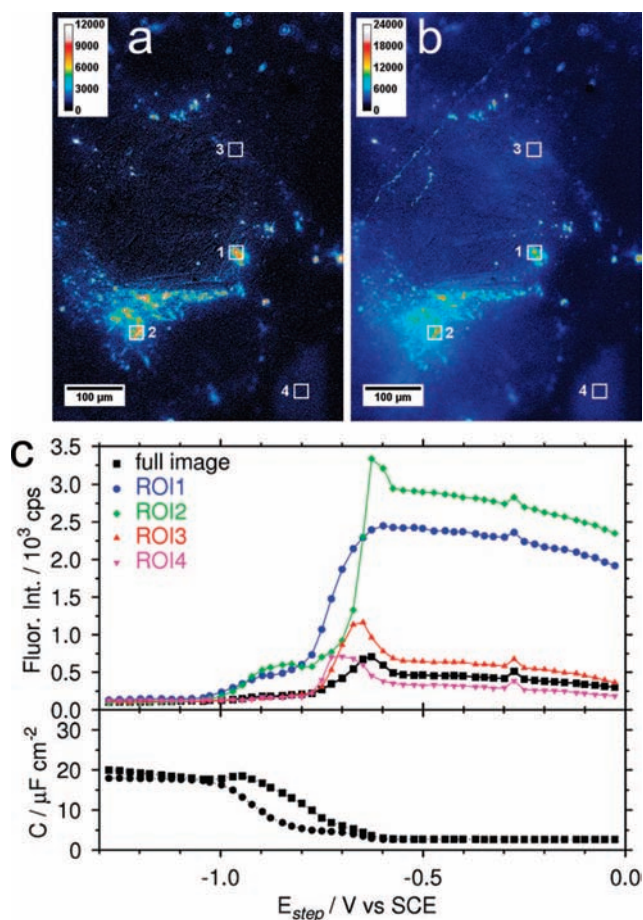 12000
9000
6000
3000
0
a
3
1
2
4
100 μm
24000
18000
12000
6000
0
b
3
1
2
4
100 μm
C
Fluor. Int. / 10³ cps
3.5
3.0
2.5
2.0
1.5
1.0
0.5
0.0
full image
ROI1
ROI2
ROI3
ROI4
C / μF cm⁻²
30
20
10
0
-1.0
-0.5
0.0
E_step / V vs SCE